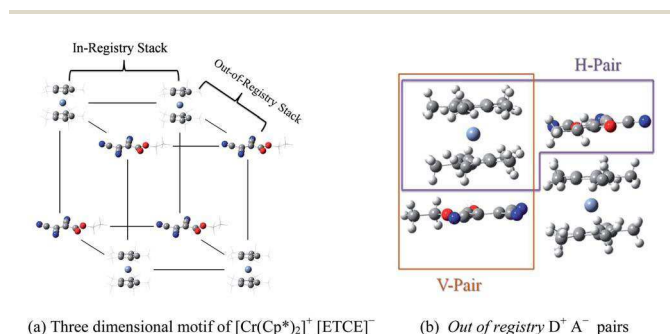 In-Registry Stack
Out-of-Registry Stack
H-Pair
V-Pair
(a) Three dimensional motif of [Cr(Cp*)₂]⁺ [ETCE]⁻
(b) Out of registry D⁺ A⁻ pairs